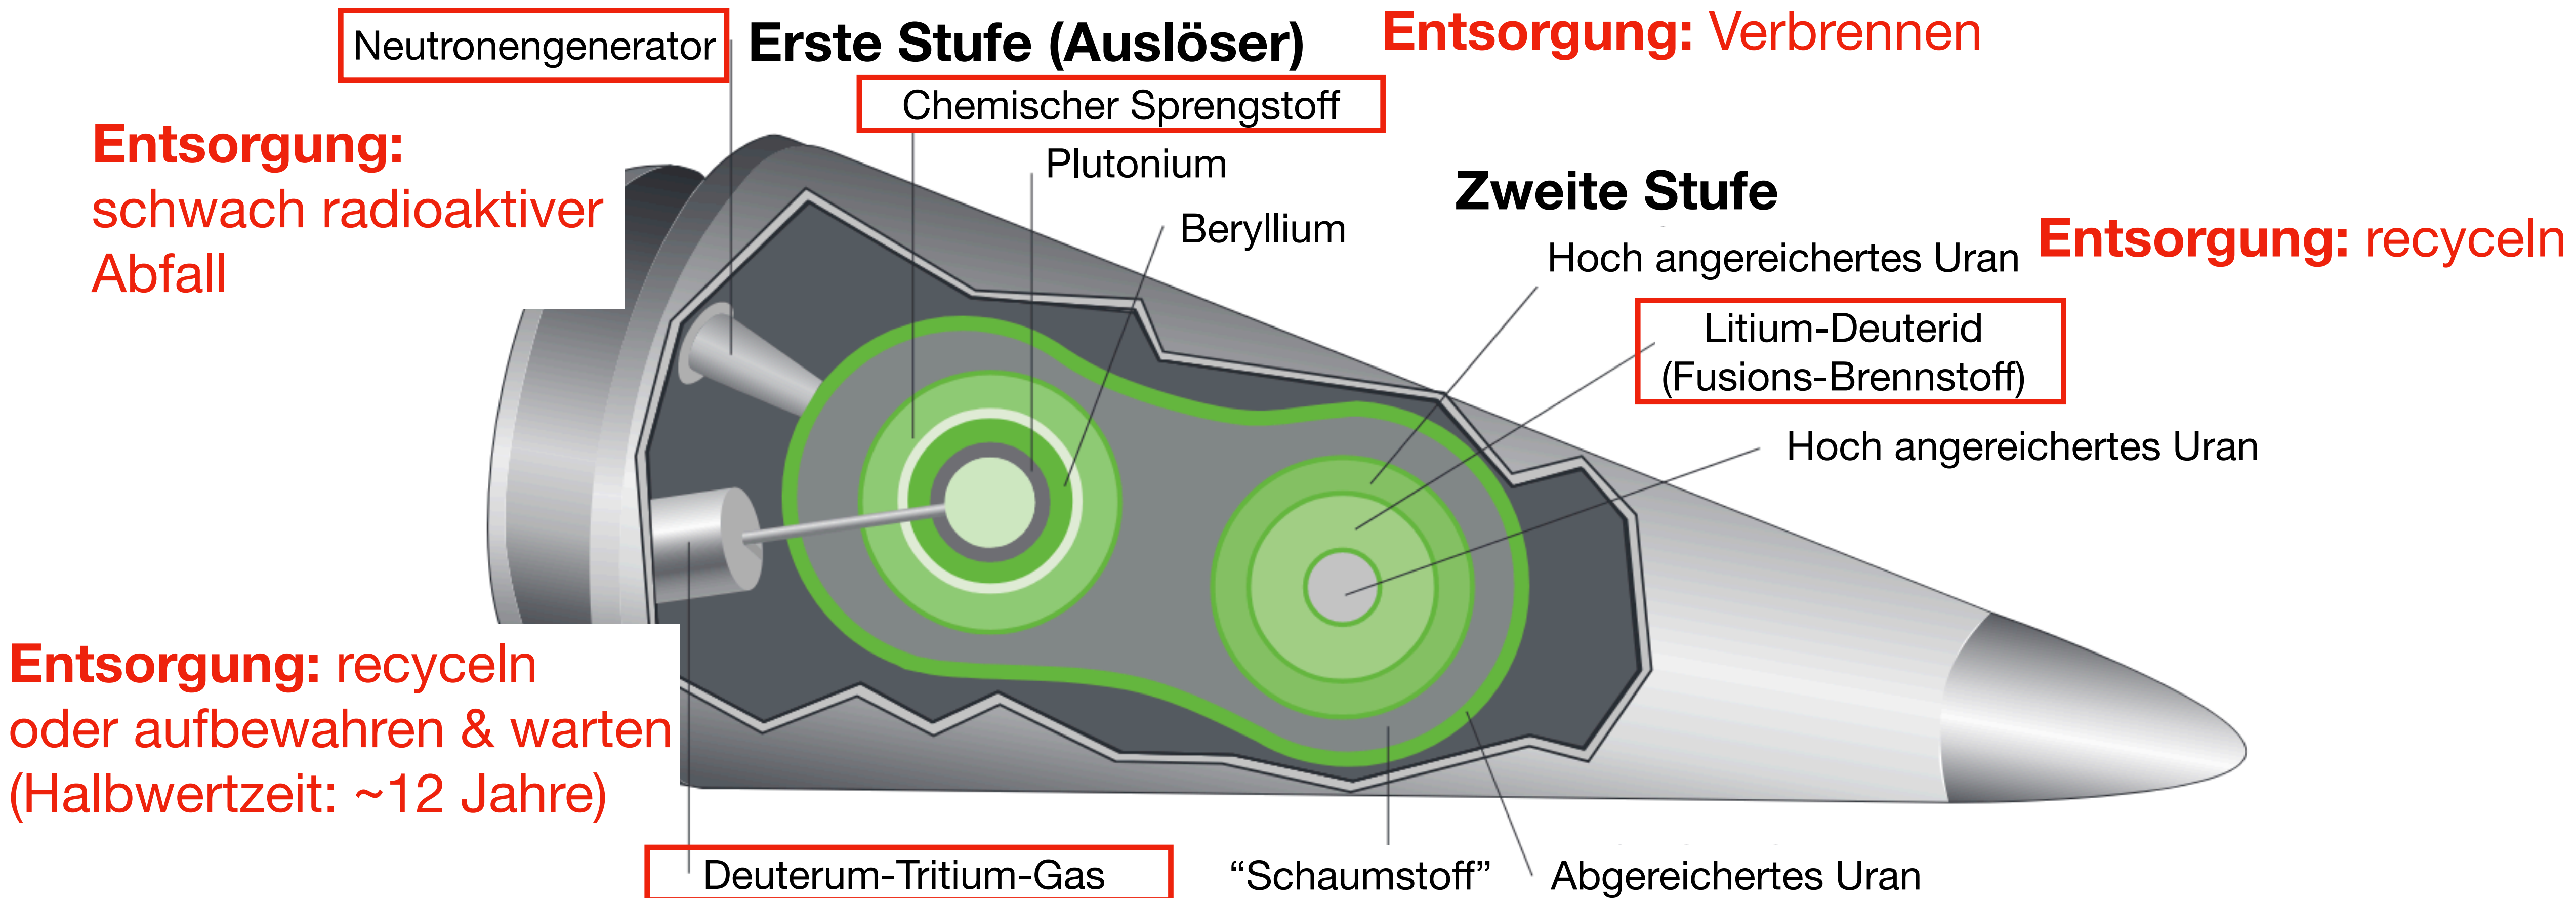 Neutronengenerator
Erste Stufe (Auslöser)
Entsorgung: Verbrennen
Chemischer Sprengstoff
Entsorgung:
schwach radioaktiver
Abfall
Plutonium
Beryllium
Zweite Stufe
Hoch angereichertes Uran
Entsorgung: recyceln
Litium-Deuterid
(Fusions-Brennstoff)
Hoch angereichertes Uran
Entsorgung: recyceln
oder aufbewahren & warten
(Halbwertzeit: ~12 Jahre)
Deuterum-Tritium-Gas
“Schaumstoff”
Abgereichertes Uran